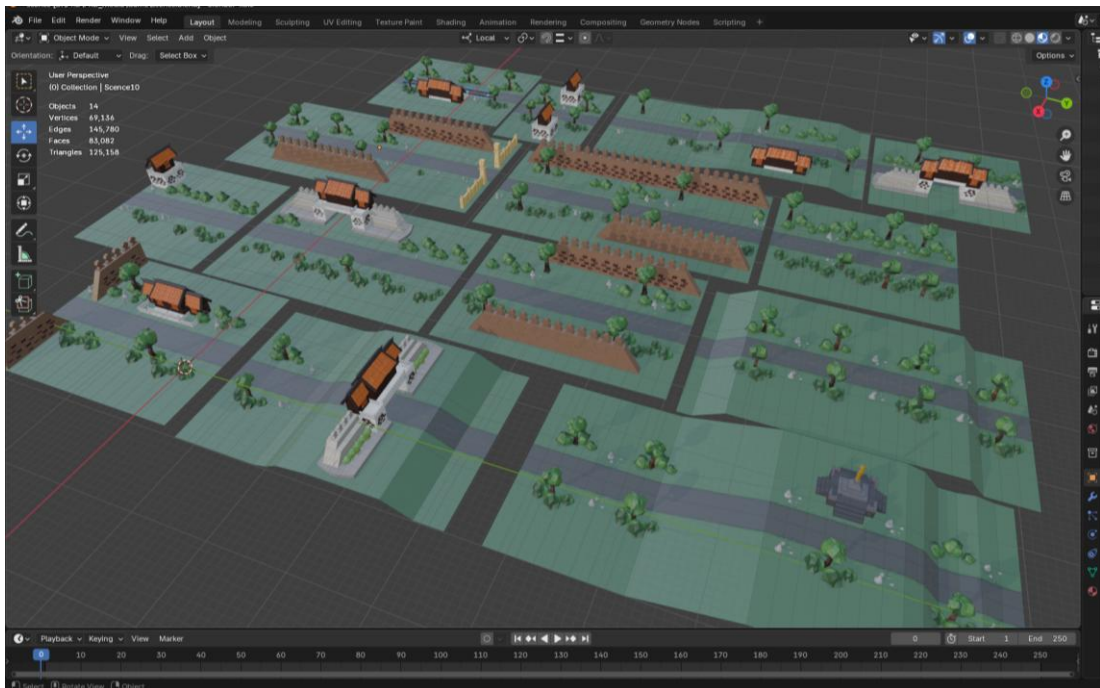 File Edit Render Window Help Layout Modeling Sculpting UV Editing Texture Paint Shading Animation Rendering Compositing Geometry Nodes Scripting +
Object Mode View Select Add Object Local
Orientation: Default Drag: Select Box Options
User Perspective
(0) Collection | Scence10
Objects 14
Vertices 69,136
Edges 145,780
Faces 83,082
Triangles 125,158
Z
Y
X
Playback Keying View Marker 0 Start 1 End 250
0 10 20 30 40 50 60 70 80 90 100 110 120 130 140 150 160 170 180 190 200 210 220 230 240 250
Select Rotate View Object